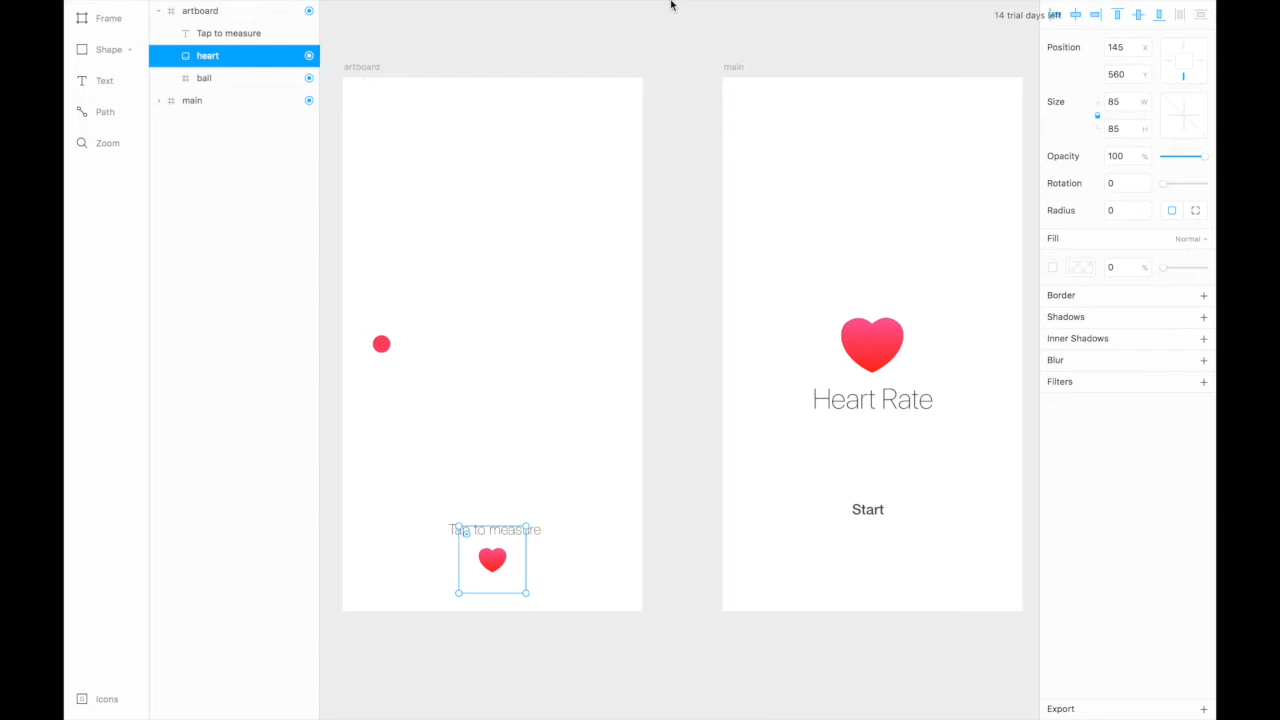 Frame
Shape
Text
Path
Zoom
Icons
artboard
Tap to measure
heart
ball
main
artboard
Tap to measure
main
Heart Rate
Start
14 trial days left
Position 145 X
560 Y
Size 85 W
85 H
Opacity 100 %
Rotation 0
Radius 0
Fill Normal
0 %
Border
Shadows
Inner Shadows
Blur
Filters
Export